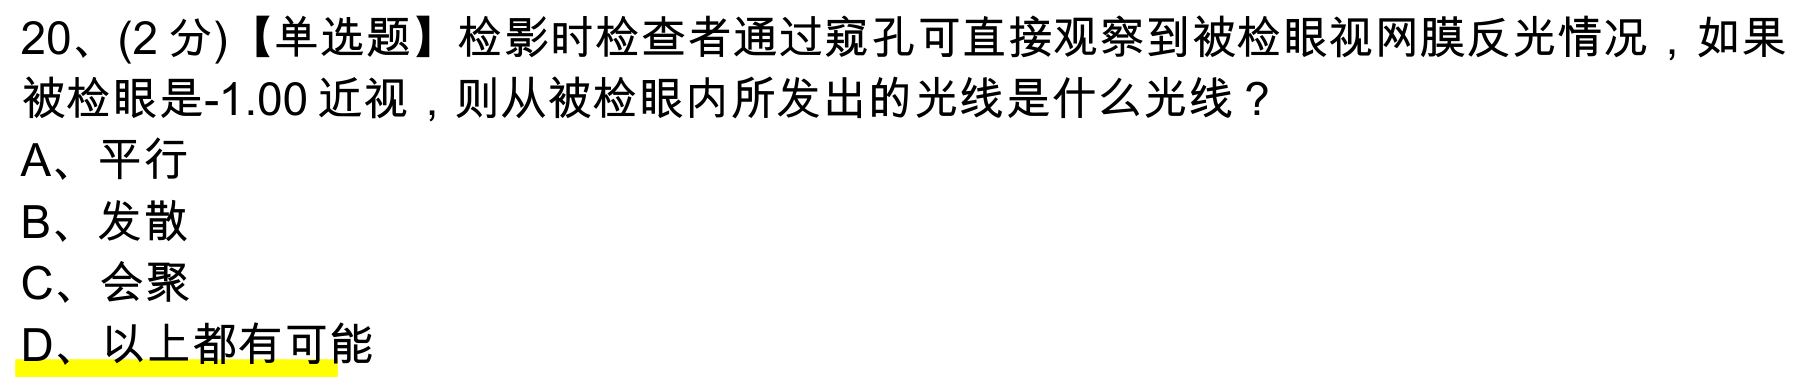 20、(2 分)【单选题】检影时检查者通过窥孔可直接观察到被检眼视网膜反光情况，如果
被检眼是-1.00 近视，则从被检眼内所发出的光线是什么光线？
A、平行
B、发散
C、会聚
D、以上都有可能